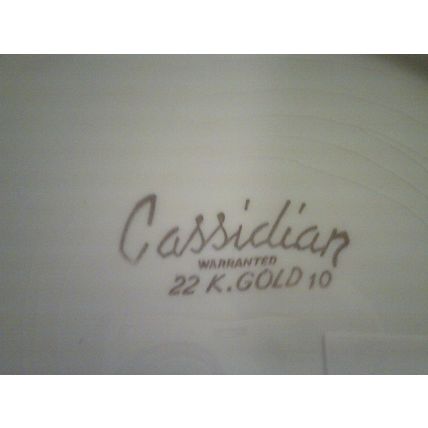 Cassidian
WARRANTED
22 K. GOLD 10